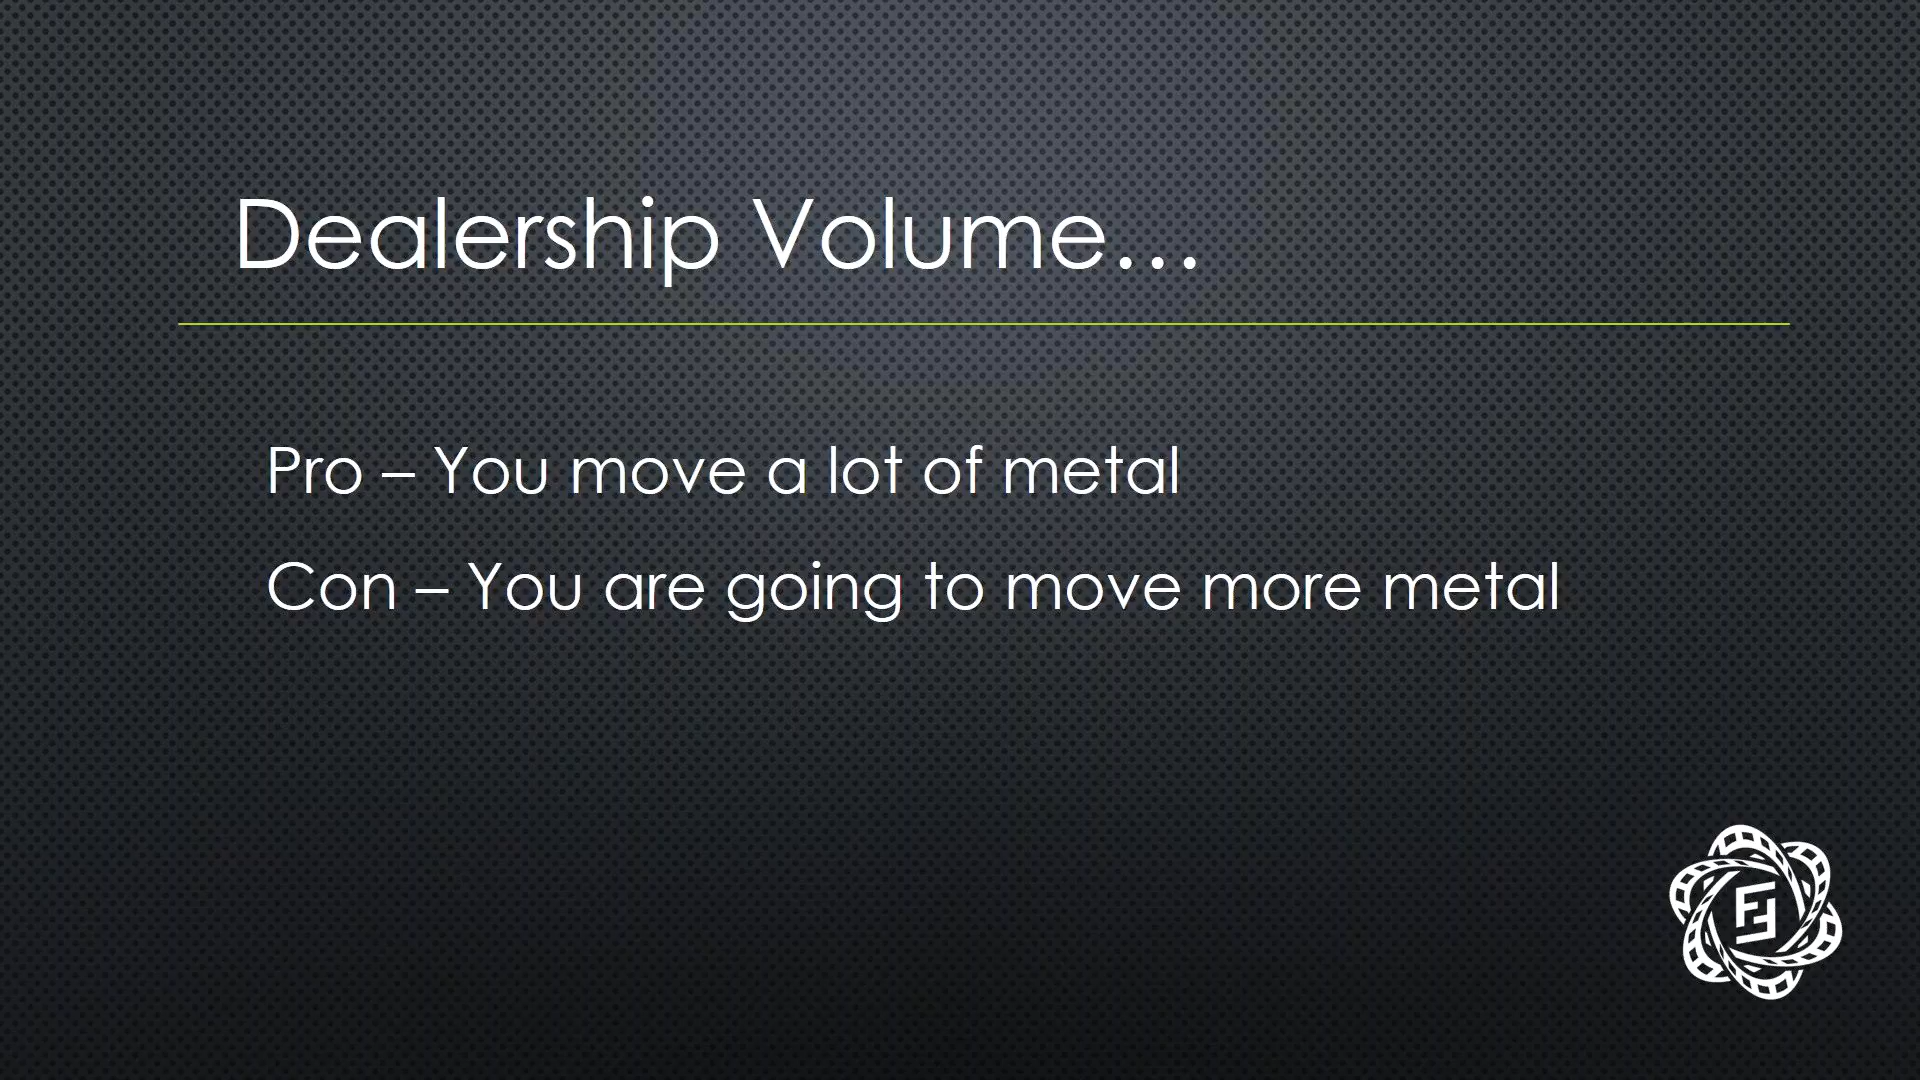 Dealership Volume...
Pro – You move a lot of metal
Con – You are going to move more metal